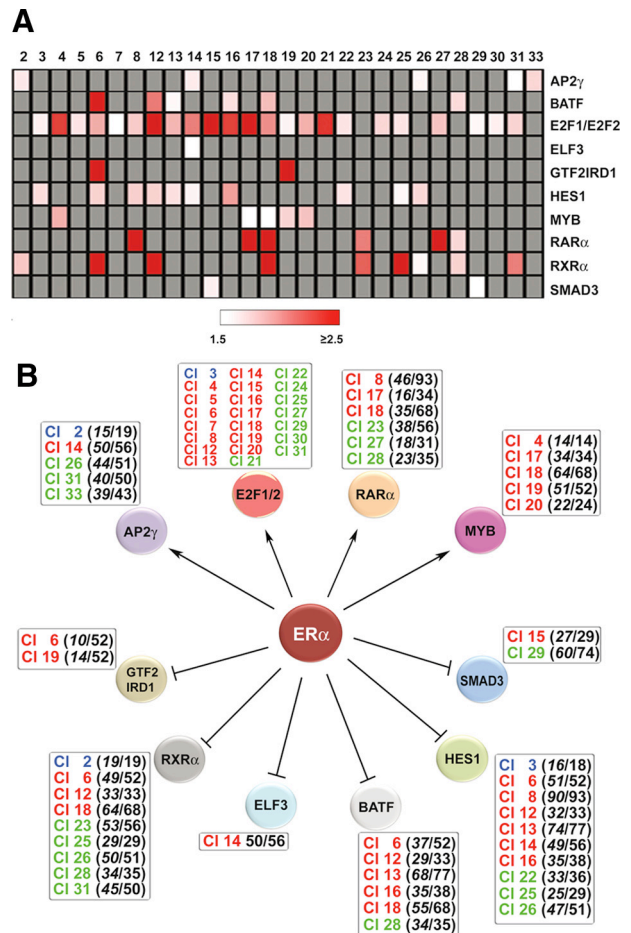 A
2 3 4 5 6 7 8 12 13 14 15 16 17 18 19 20 21 22 23 24 25 26 27 28 29 30 31 33
AP2γ
BATF
E2F1/E2F2
ELF3
GTF2IRD1
HES1
MYB
RARα
RXRα
SMAD3
1.5 ≥2.5
B
Cl 2 (15/19)
Cl 14 (50/56)
Cl 26 (44/51)
Cl 31 (40/50)
Cl 33 (39/43)
AP2γ
Cl 3 Cl 14 Cl 22
Cl 4 Cl 15 Cl 24
Cl 5 Cl 16 Cl 25
Cl 6 Cl 17 Cl 27
Cl 7 Cl 18 Cl 29
Cl 8 Cl 19 Cl 30
Cl 12 Cl 20 Cl 31
Cl 13 Cl 21
E2F1/2
Cl 8 (46/93)
Cl 17 (16/34)
Cl 18 (35/68)
Cl 23 (38/56)
Cl 27 (18/31)
Cl 28 (23/35)
RARα
Cl 4 (14/14)
Cl 17 (34/34)
Cl 18 (64/68)
Cl 19 (51/52)
Cl 20 (22/24)
MYB
ERα
Cl 6 (10/52)
Cl 19 (14/52)
GTF2
IRD1
Cl 15 (27/29)
Cl 29 (60/74)
SMAD3
RXRα
Cl 2 (19/19)
Cl 6 (49/52)
Cl 12 (33/33)
Cl 18 (64/68)
Cl 23 (53/56)
Cl 25 (29/29)
Cl 26 (50/51)
Cl 28 (34/35)
Cl 31 (45/50)
ELF3
Cl 14 50/56
BATF
Cl 6 (37/52)
Cl 12 (29/33)
Cl 13 (68/77)
Cl 16 (35/38)
Cl 18 (55/68)
Cl 28 (34/35)
HES1
Cl 3 (16/18)
Cl 6 (51/52)
Cl 8 (90/93)
Cl 12 (32/33)
Cl 13 (74/77)
Cl 14 (49/56)
Cl 16 (35/38)
Cl 22 (33/36)
Cl 25 (25/29)
Cl 26 (47/51)